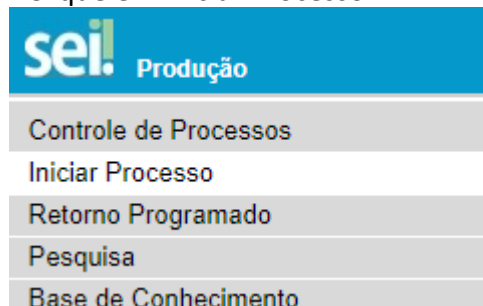 sei! Produção
Controle de Processos
Iniciar Processo
Retorno Programado
Pesquisa
Base de Conhecimento